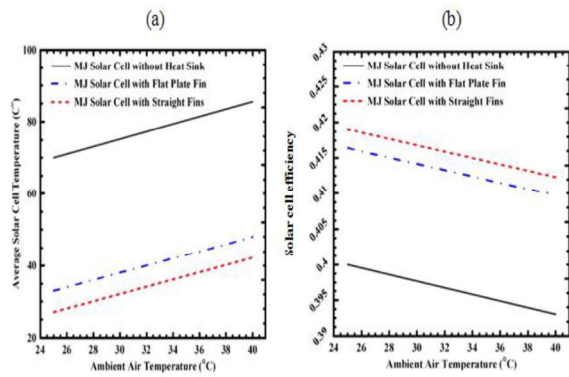 (a)
(b)
MJ Solar Cell without Heat Sink
MJ Solar Cell with Flat Plate Fin
MJ Solar Cell with Straight Fins
Average Solar Cell Temperature (C°)
100
80
60
40
20
24 26 28 30 32 34 36 38 40
Ambient Air Temperature (°C)
MJ Solar Cell without Heat Sink
MJ Solar Cell with Flat Plate Fin
MJ Solar Cell with Straight Fins
Solar cell efficiency
0.43
0.425
0.42
0.415
0.41
0.405
0.4
0.395
0.39
24 26 28 30 32 34 36 38 40
Ambient Air Temperature (°C)